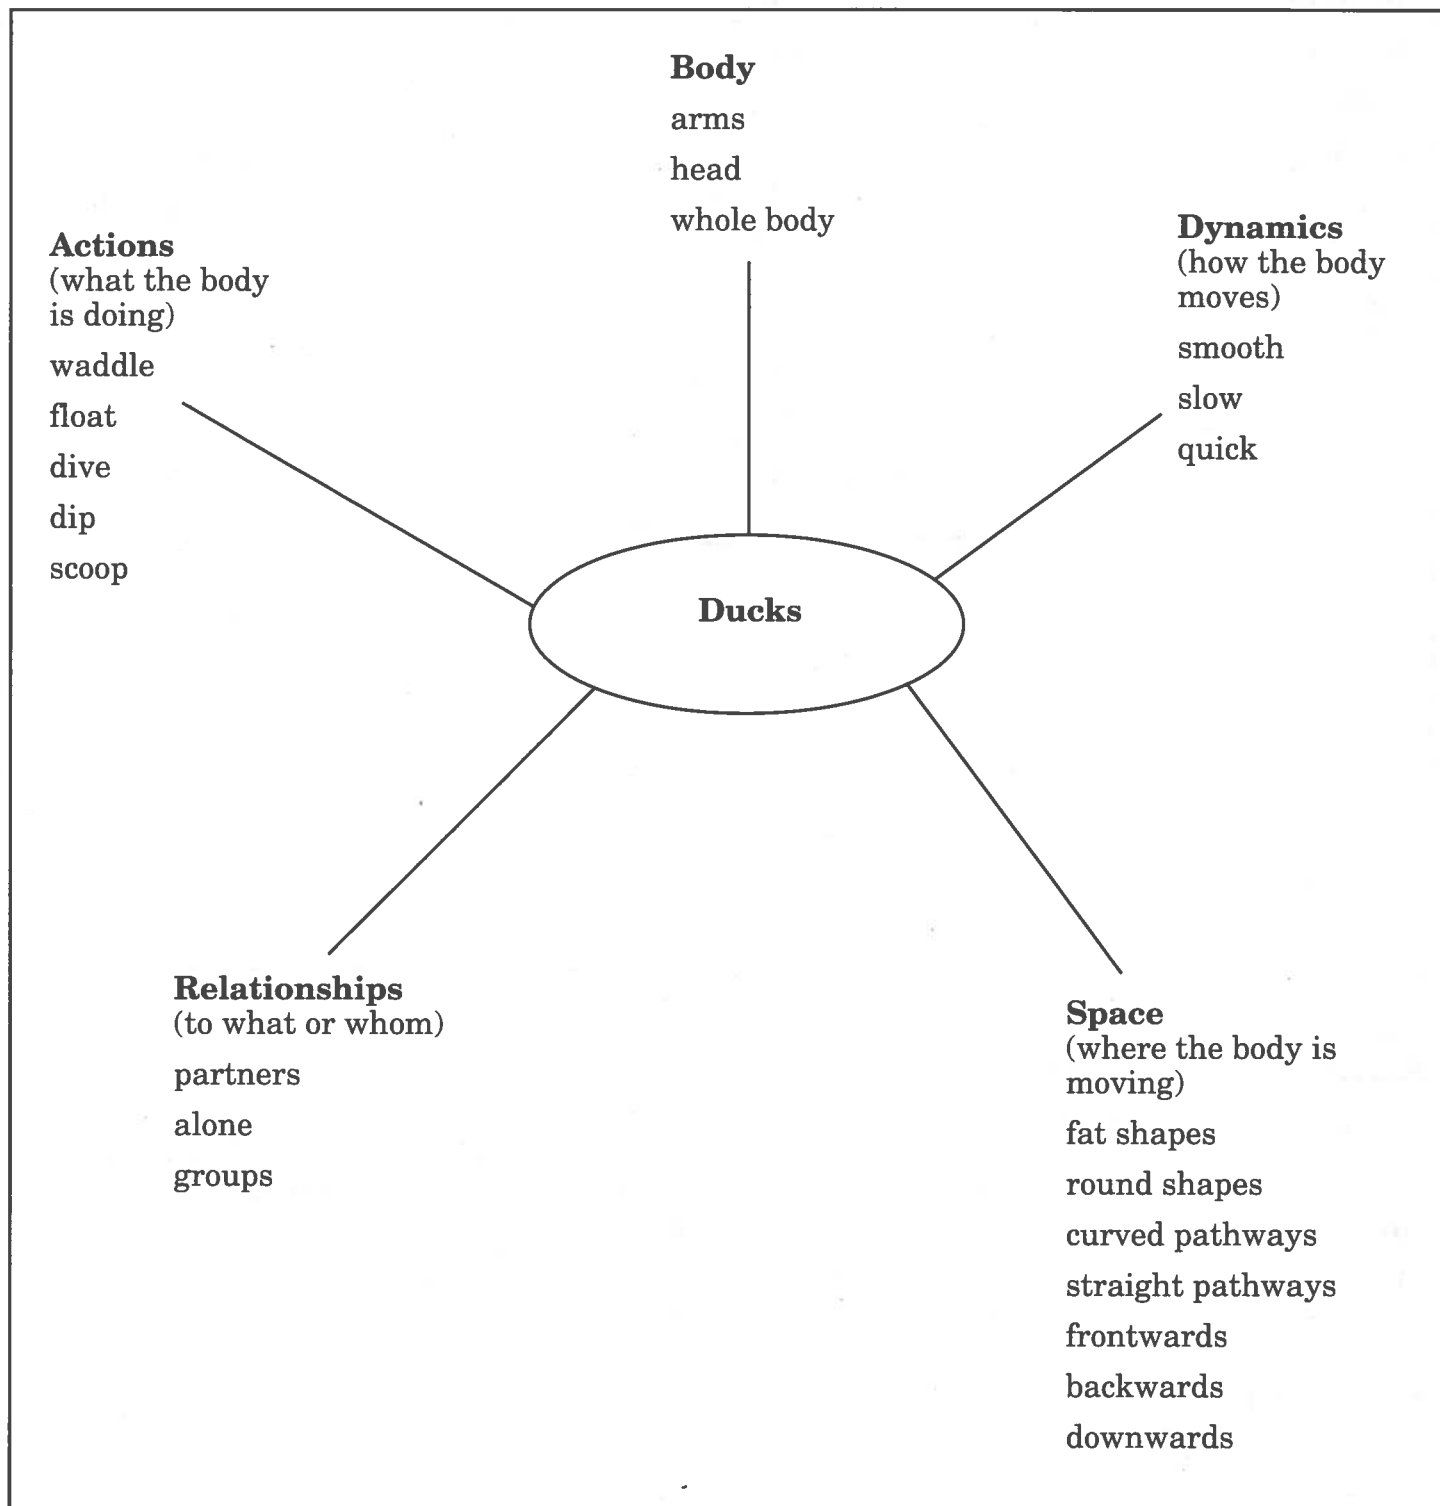 Body
arms
head
whole body
Actions
(what the body
is doing)
waddle
float
dive
dip
scoop
Dynamics
(how the body
moves)
smooth
slow
quick
Ducks
Relationships
(to what or whom)
partners
alone
groups
Space
(where the body is
moving)
fat shapes
round shapes
curved pathways
straight pathways
frontwards
backwards
downwards